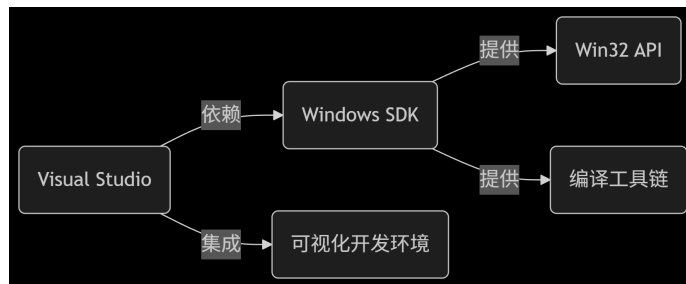 提供
Win32 API
依赖
Windows SDK
Visual Studio
提供
编译工具链
集成
可视化开发环境